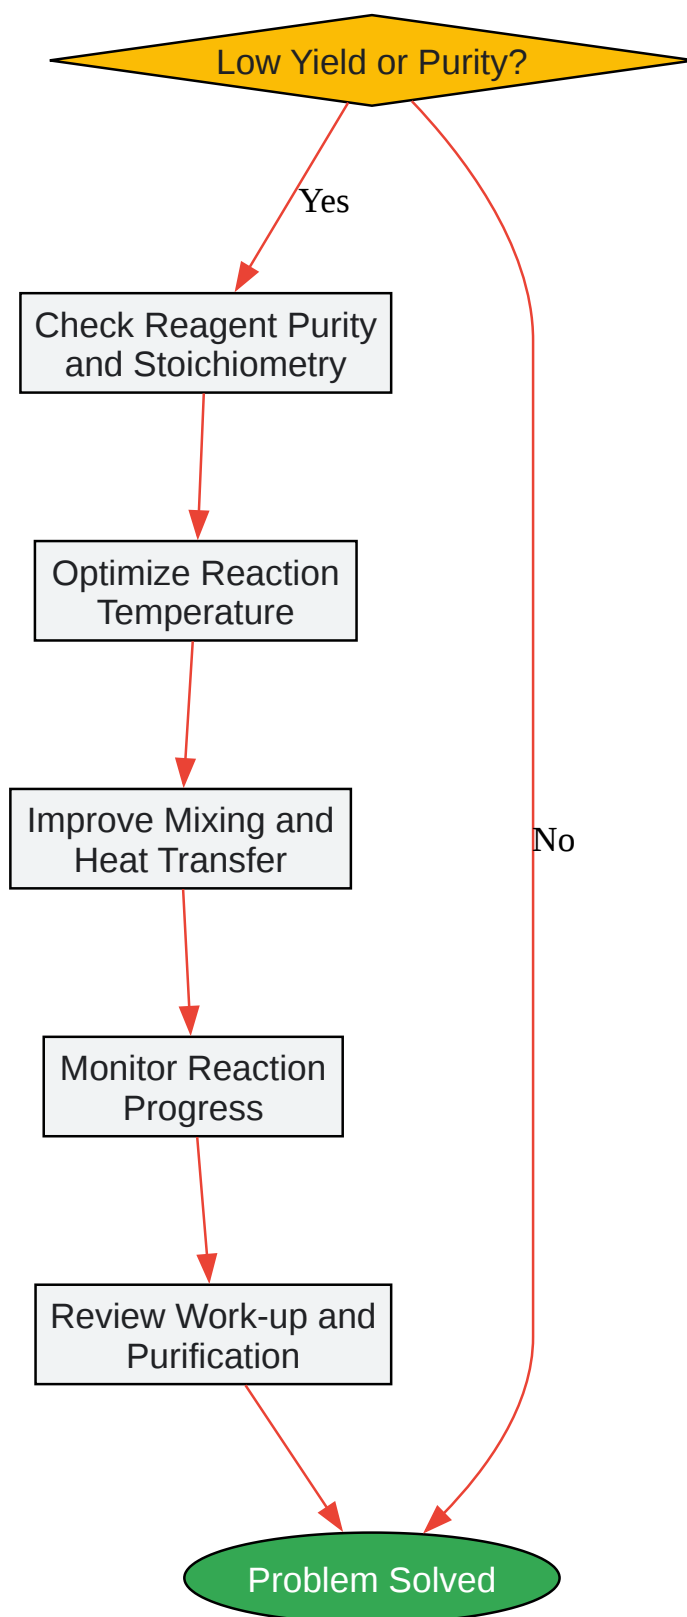 Low Yield or Purity?
Yes
Check Reagent Purity
and Stoichiometry
Optimize Reaction
Temperature
Improve Mixing and
Heat Transfer
No
Monitor Reaction
Progress
Review Work-up and
Purification
Problem Solved